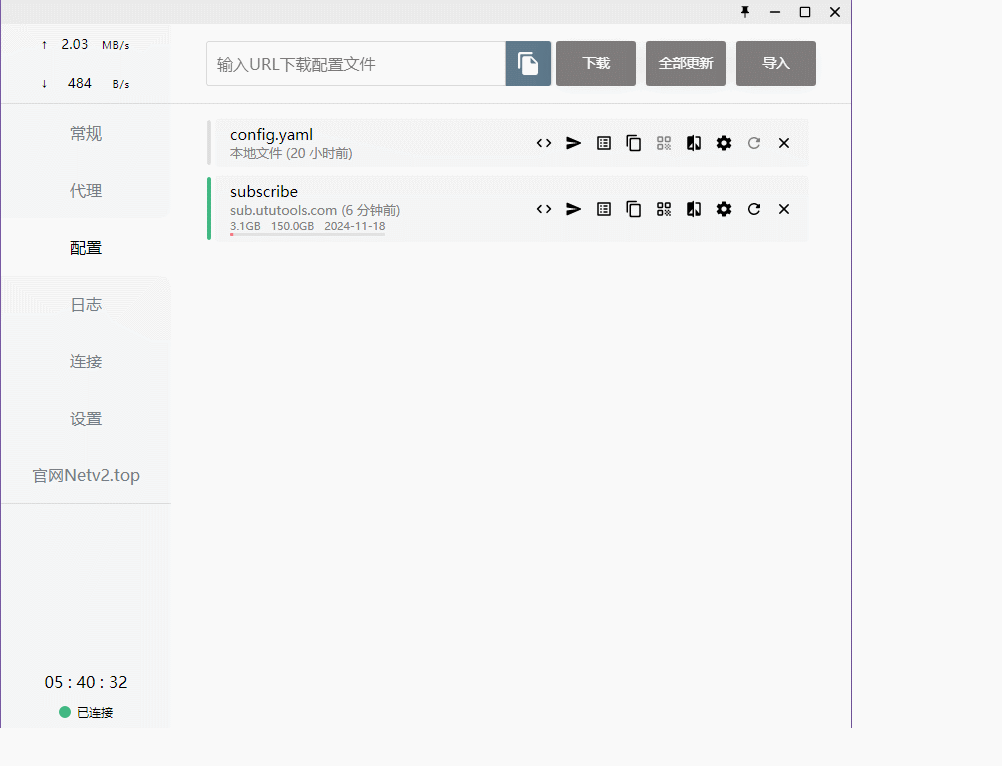 ↑ 2.03 MB/s
↓ 484 B/s
输入URL下载配置文件
下载
全部更新
导入
常规
代理
配置
日志
连接
设置
官网Netv2.top
config.yaml
本地文件 (20 小时前)
subscribe
sub.ututools.com (6 分钟前)
3.1GB 150.0GB 2024-11-18
05 : 40 : 32
已连接